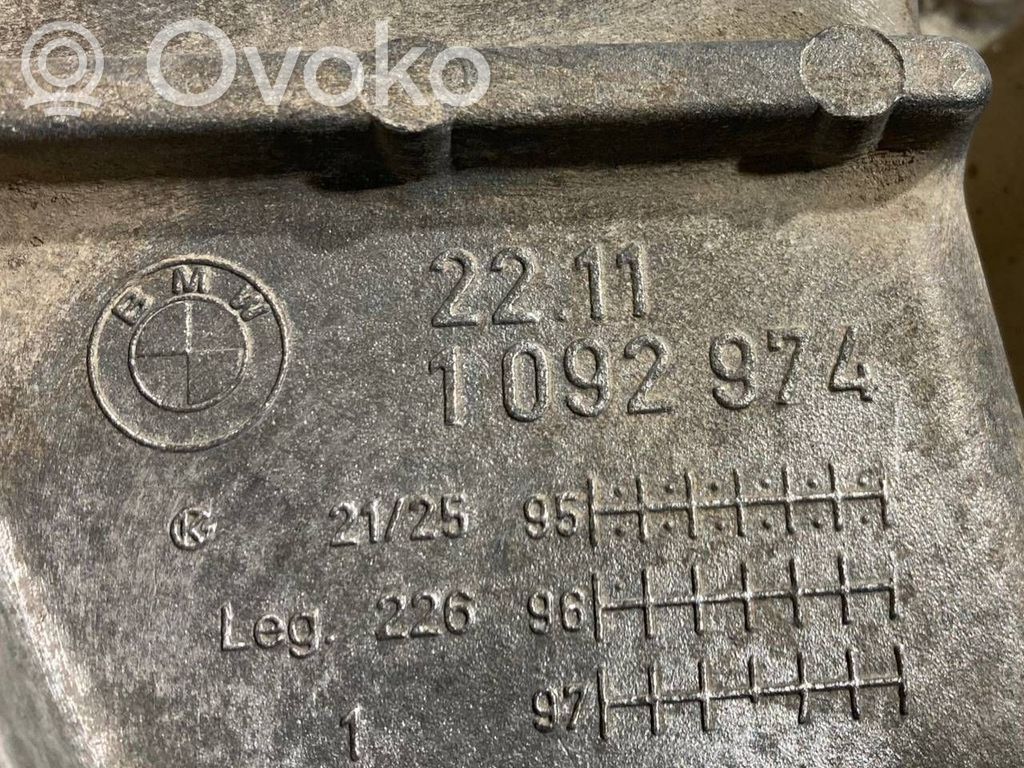 Ovoko
BMW
22.11
1 092 974
K 21/25 95
Leg. 226 96
1 97